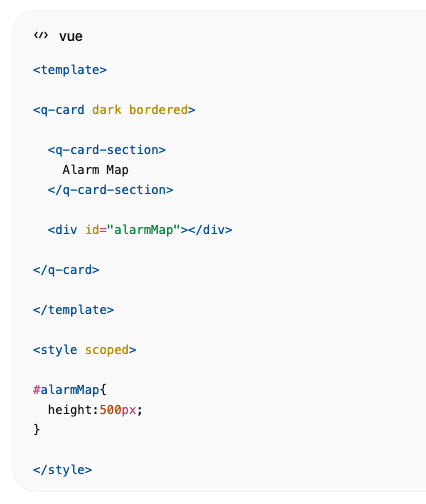 vue
<template>
<q-card dark bordered>
<q-card-section>
Alarm Map
</q-card-section>
<div id="alarmMap"></div>
</q-card>
</template>
<style scoped>
#alarmMap{
height:500px;
}
</style>